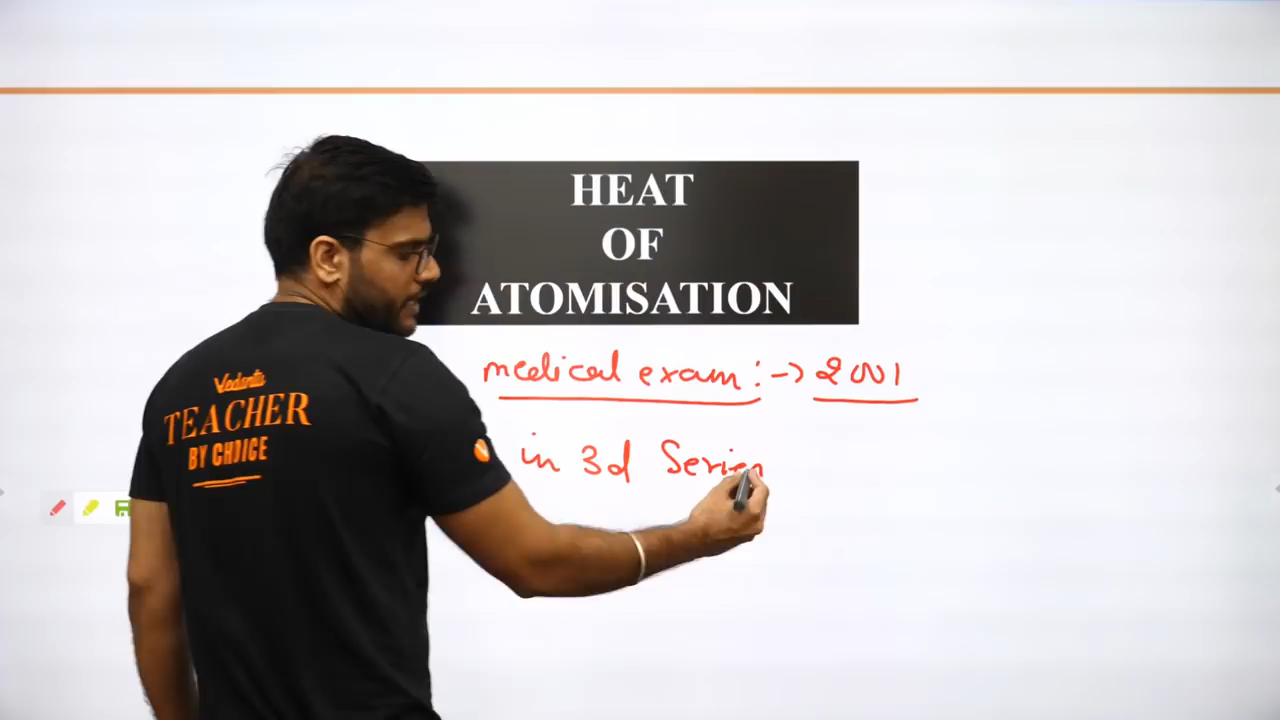 HEAT
OF
ATOMISATION
medical exam :-> 2001
in 3d Series
Vedantu
TEACHER
BY CHOICE